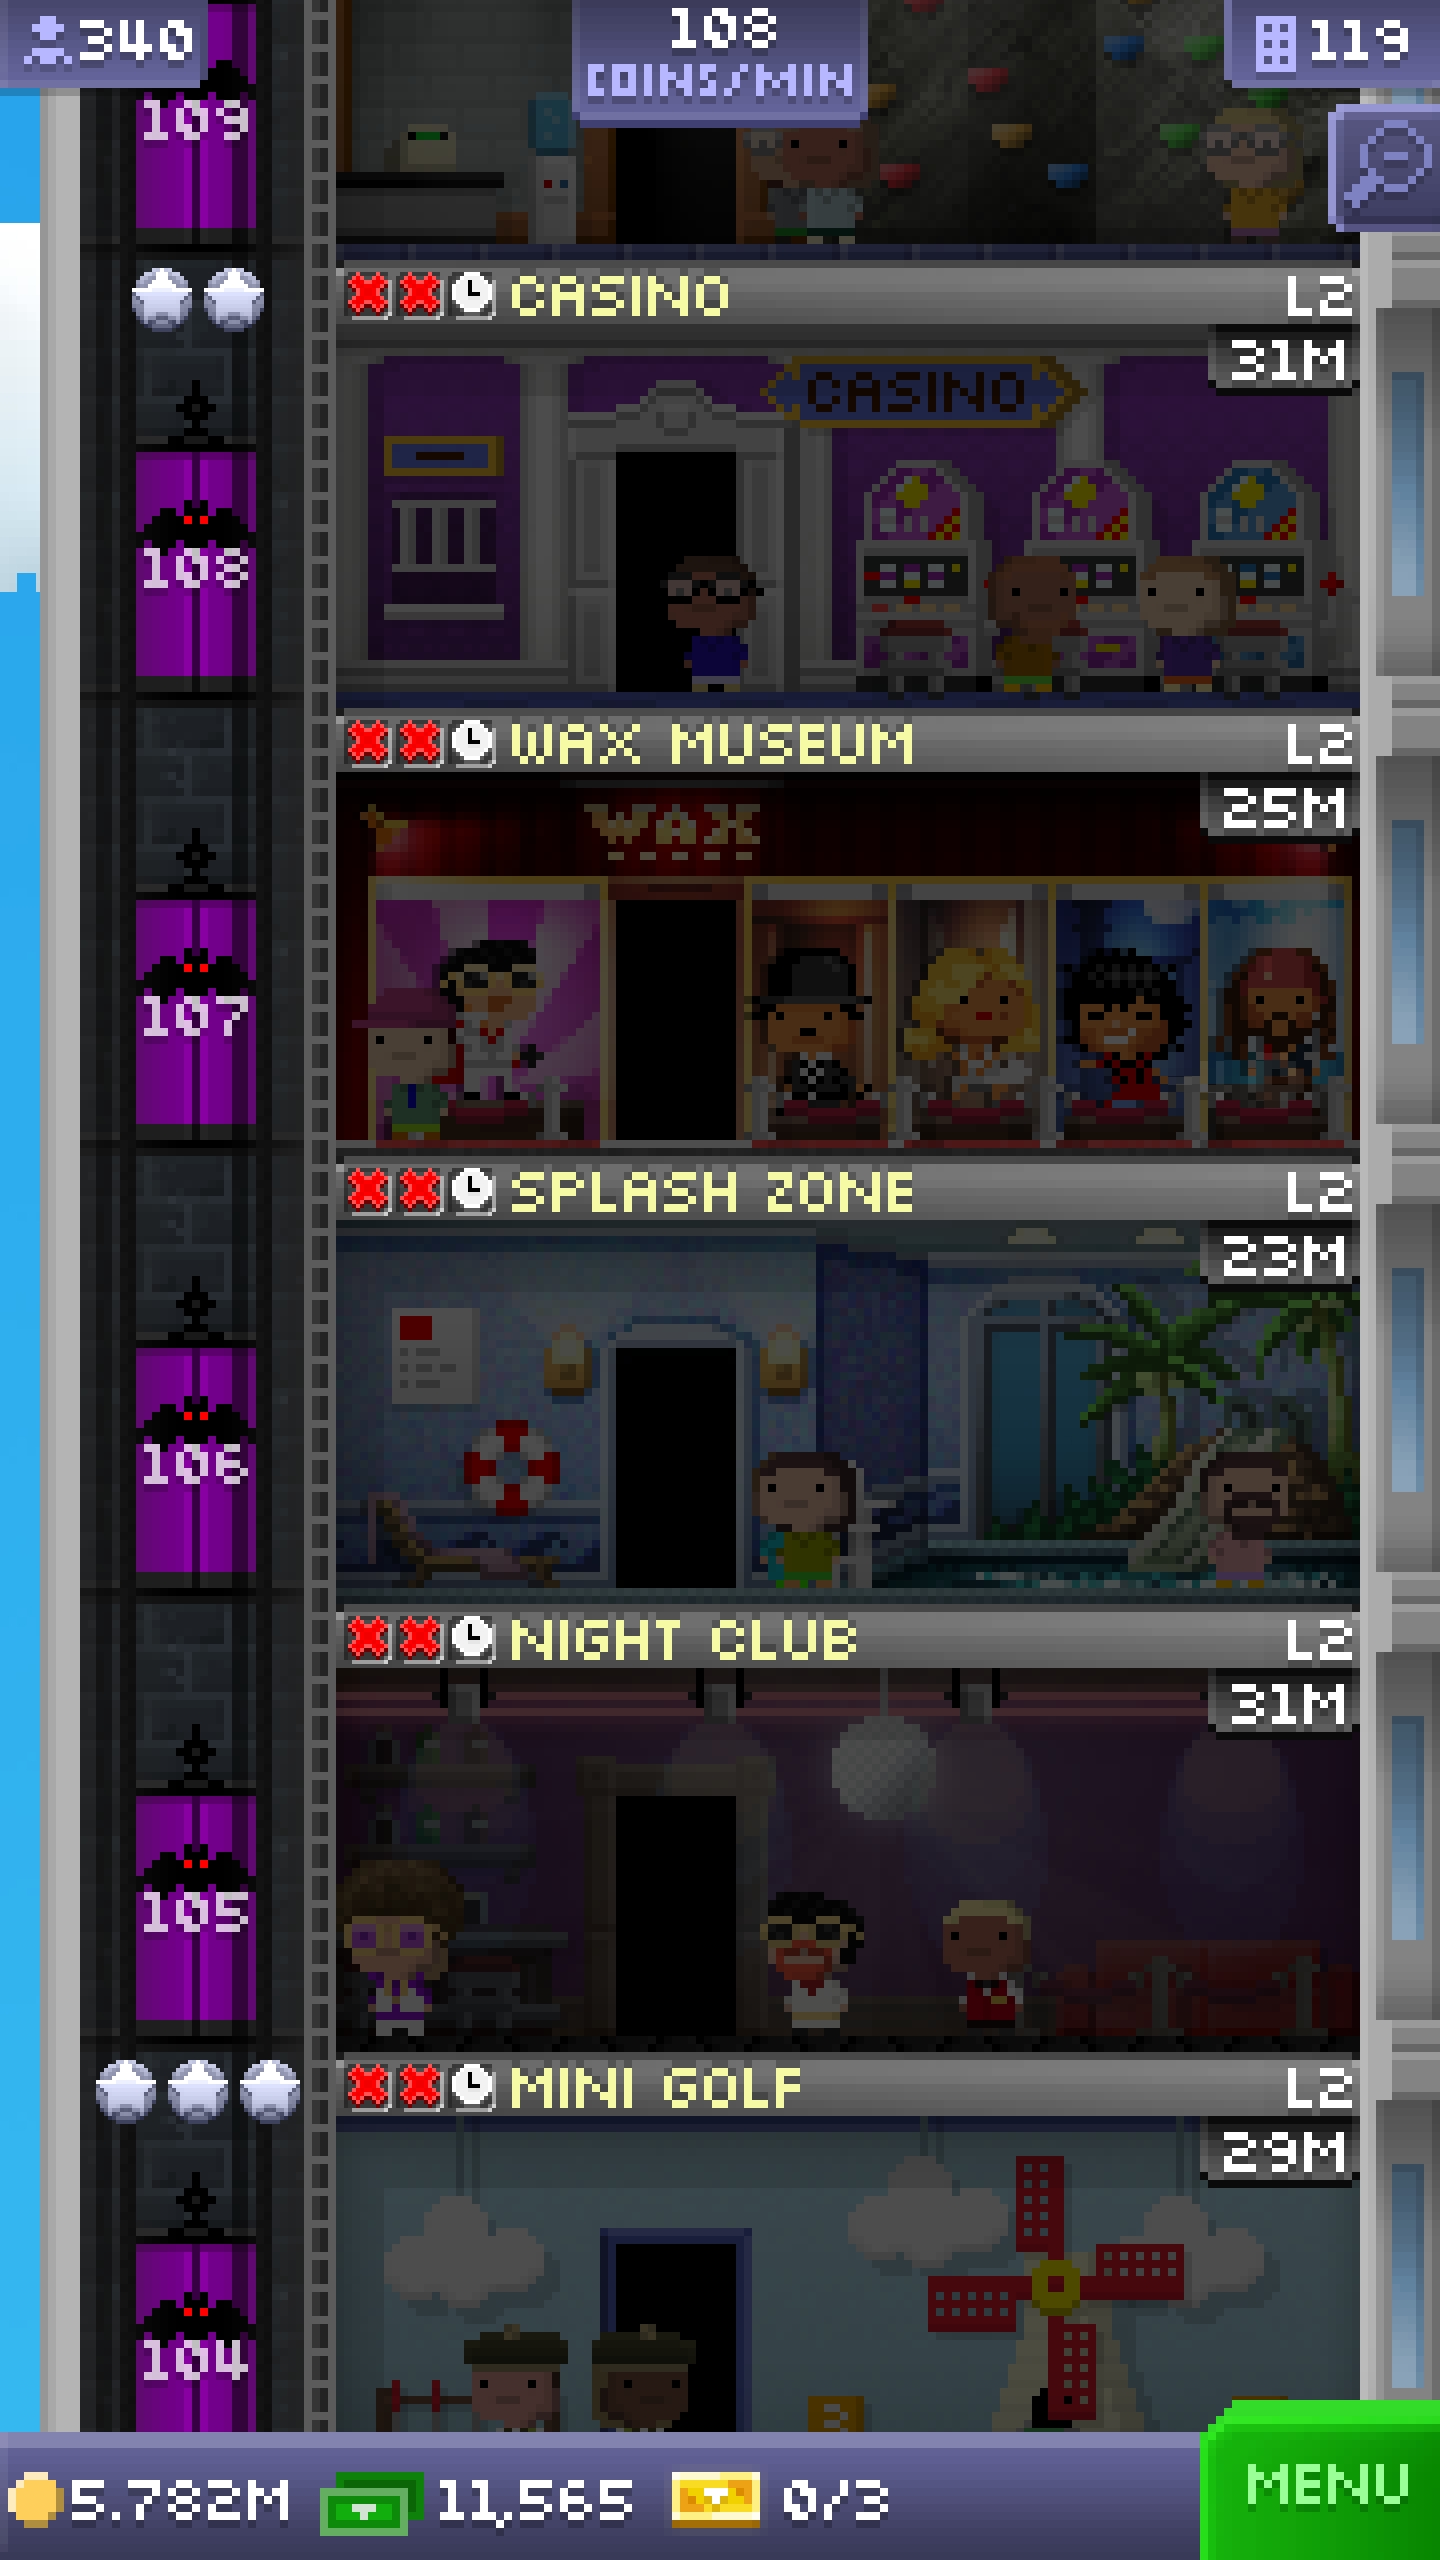 340
108
COINS/MIN
119
109
CASINO L2
31M
CASINO
108
WAX MUSEUM L2
25M
WAX
107
SPLASH ZONE L2
23M
106
NIGHT CLUB L2
31M
105
MINI GOLF L2
29M
104
3
5.782M 11,565 0/3
MENU